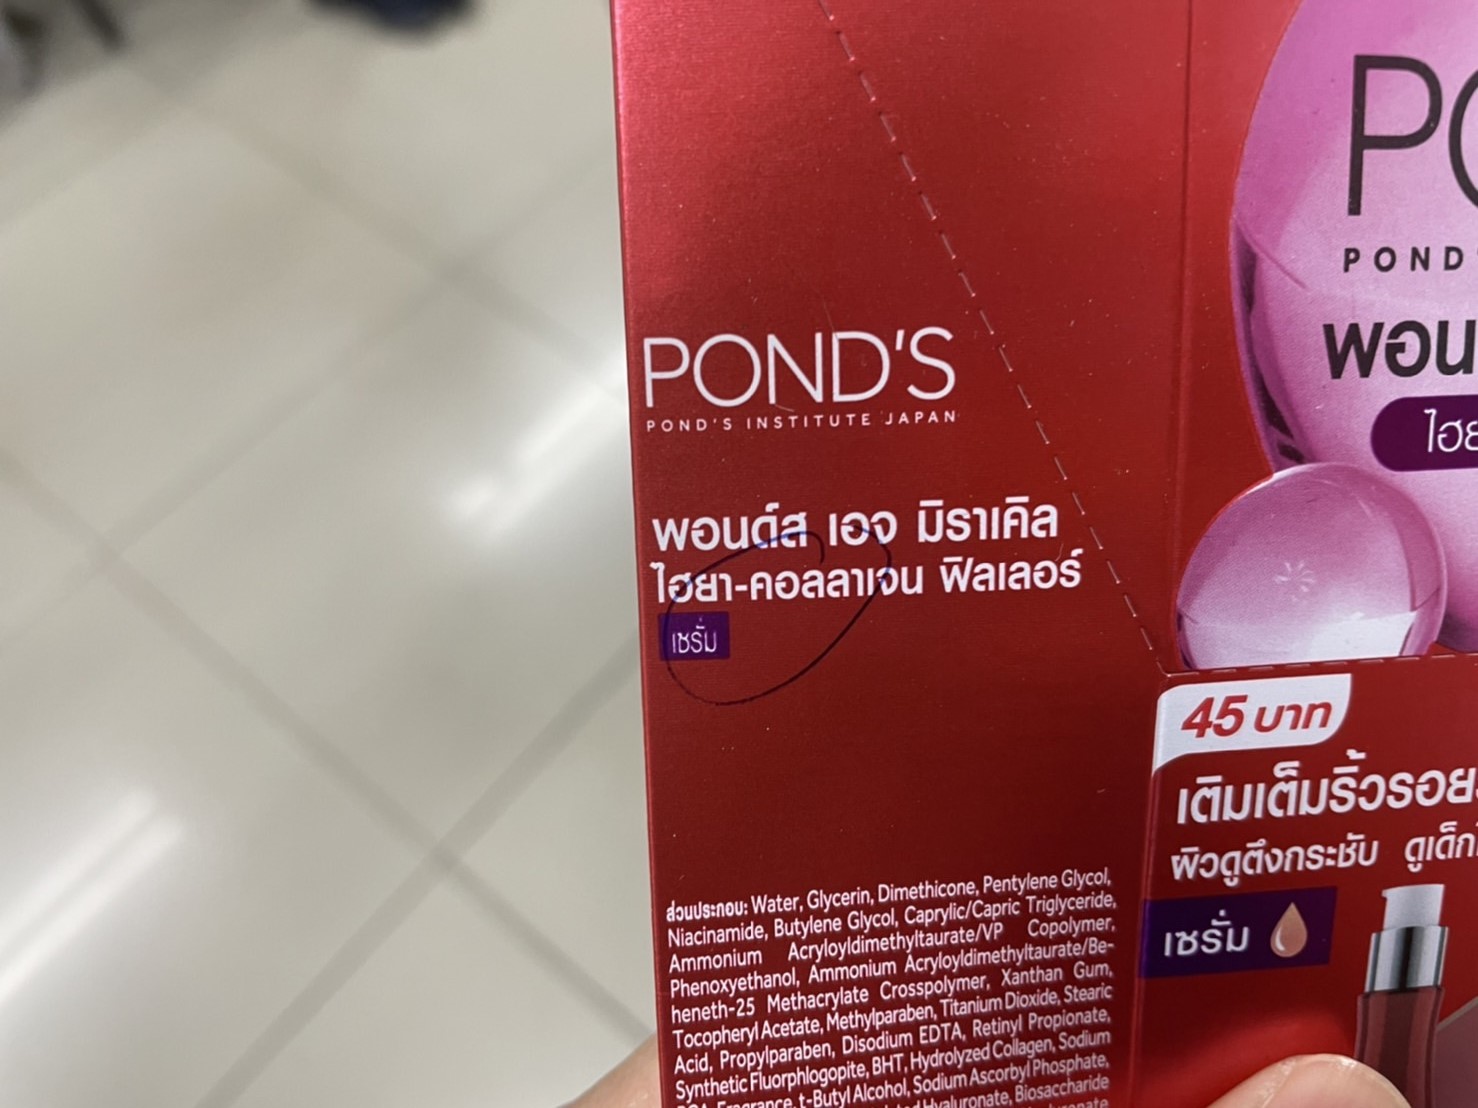 POND'S
POND'S INSTITUTE JAPAN
พอนด์ส เอจ มิราเคิล
ไฮยา-คอลลาเจน ฟิลเลอร์
เซรั่ม
ส่วนประกอบ: Water, Glycerin, Dimethicone, Pentylene Glycol,
Niacinamide, Butylene Glycol, Caprylic/Capric Triglyceride,
Ammonium Acryloyldimethyltaurate/VP Copolymer,
Phenoxyethanol, Ammonium Acryloyldimethyltaurate/Be-
heneth-25 Methacrylate Crosspolymer, Xanthan Gum,
Tocopheryl Acetate, Methylparaben, Titanium Dioxide, Stearic
Acid, Propylparaben, Disodium EDTA, Retinyl Propionate,
Synthetic Fluorphlogopite, BHT, Hydrolyzed Collagen, Sodium
PCA, Fragrance, t-Butyl Alcohol, Sodium Ascorbyl Phosphate,
Hyaluronate, Biosaccharide
POND'
พอน
45 บาท
เติมเต็มริ้วรอย
ผิวดูตึงกระชับ ดูเด็ก
เซรั่ม